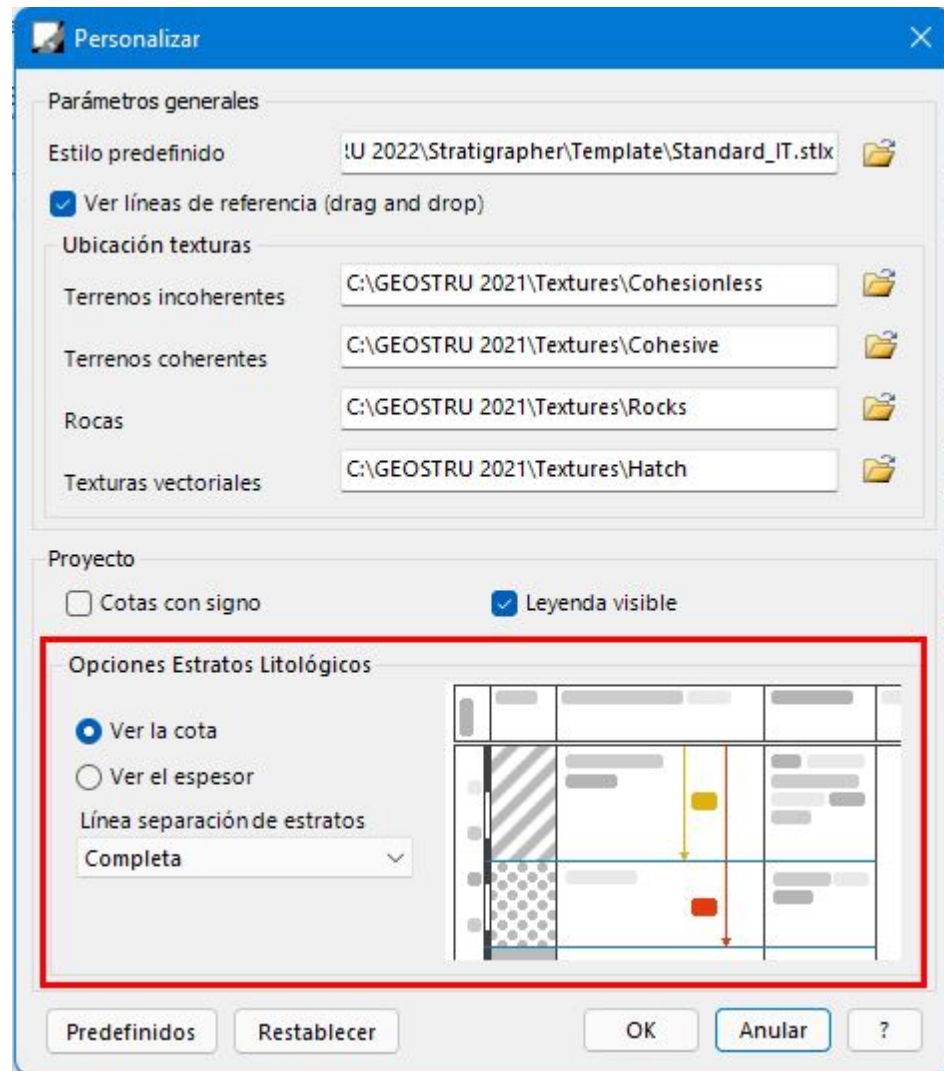 Personalizar
Parámetros generales
Estilo predefinido
U 2022\Stratigrapher\Template\Standard_IT.stlx
Ver líneas de referencia (drag and drop)
Ubicación texturas
Terrenos incoherentes
C:\GEOSTRU 2021\Textures\Cohesionless
Terrenos coherentes
C:\GEOSTRU 2021\Textures\Cohesive
Rocas
C:\GEOSTRU 2021\Textures\Rocks
Texturas vectoriales
C:\GEOSTRU 2021\Textures\Hatch
Proyecto
Cotas con signo
Leyenda visible
Opciones Estratos Litológicos
Ver la cota
Ver el espesor
Línea separación de estratos
Completa
Predefinidos
Restablecer
OK
Anular
?